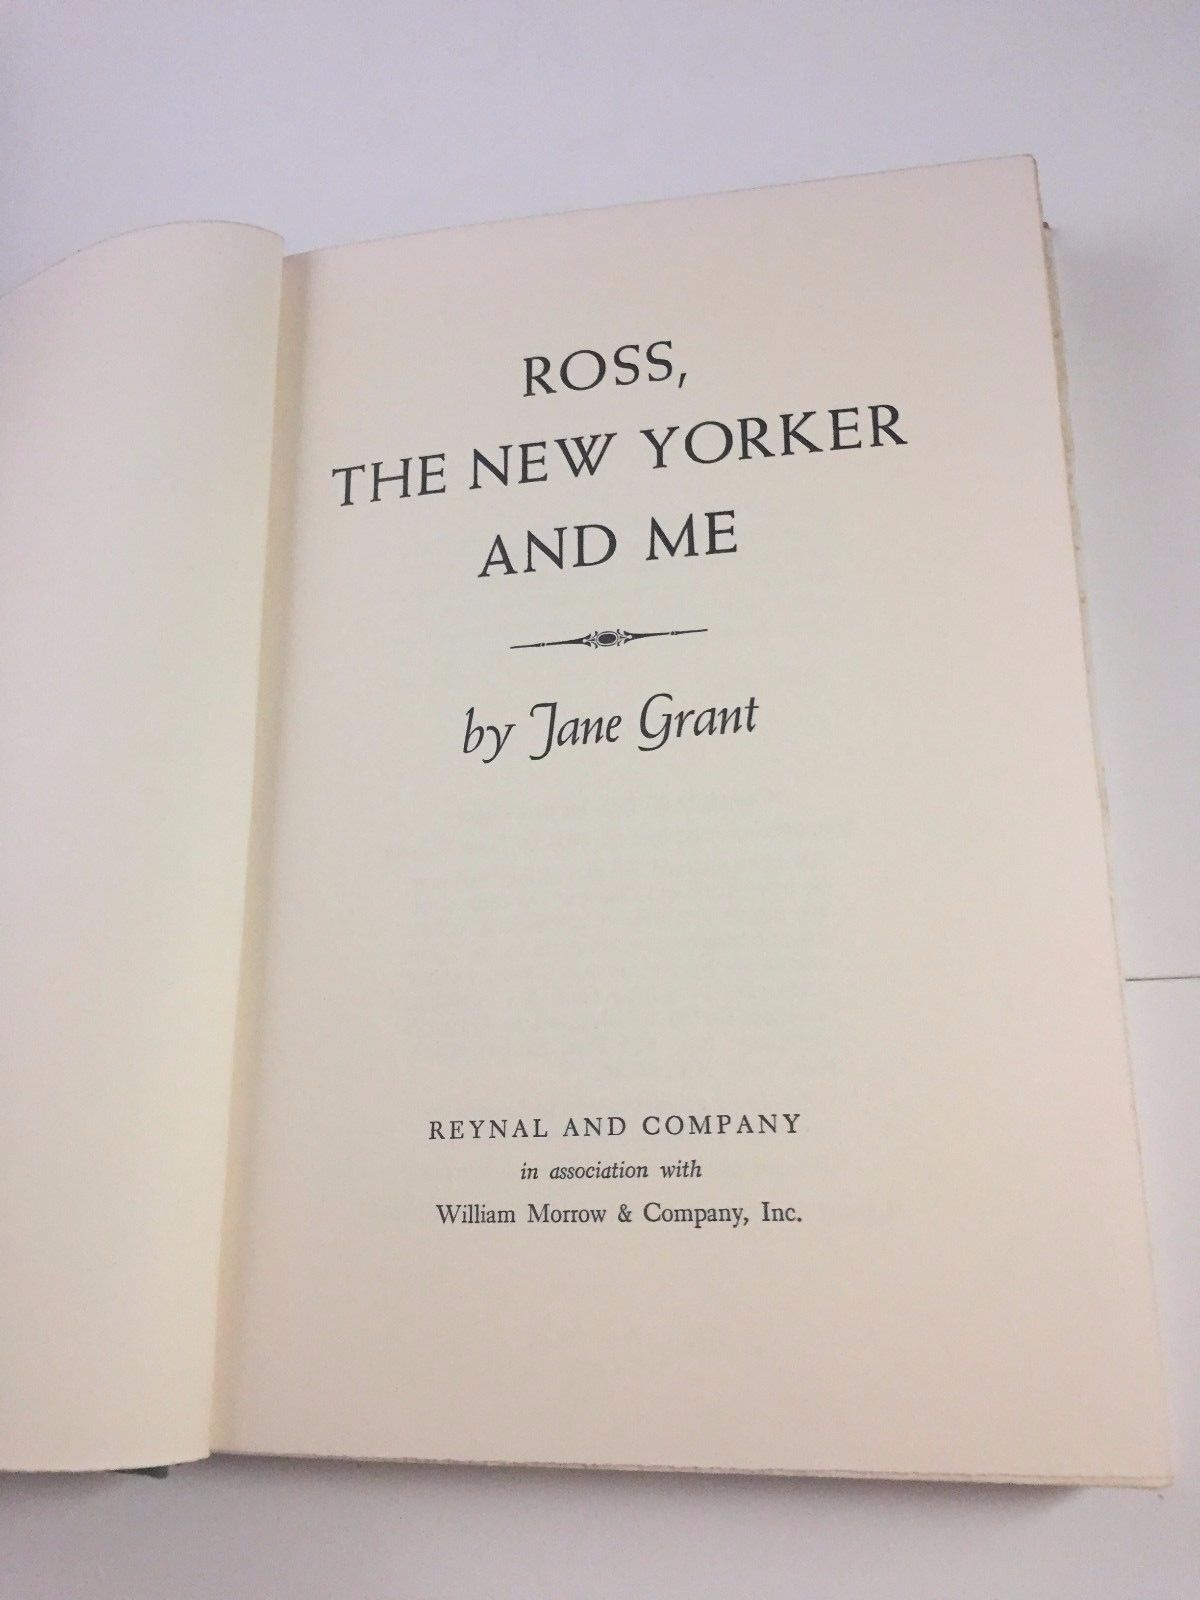 ROSS,
THE NEW YORKER
AND ME
by Jane Grant
REYNAL AND COMPANY
in association with
William Morrow & Company, Inc.